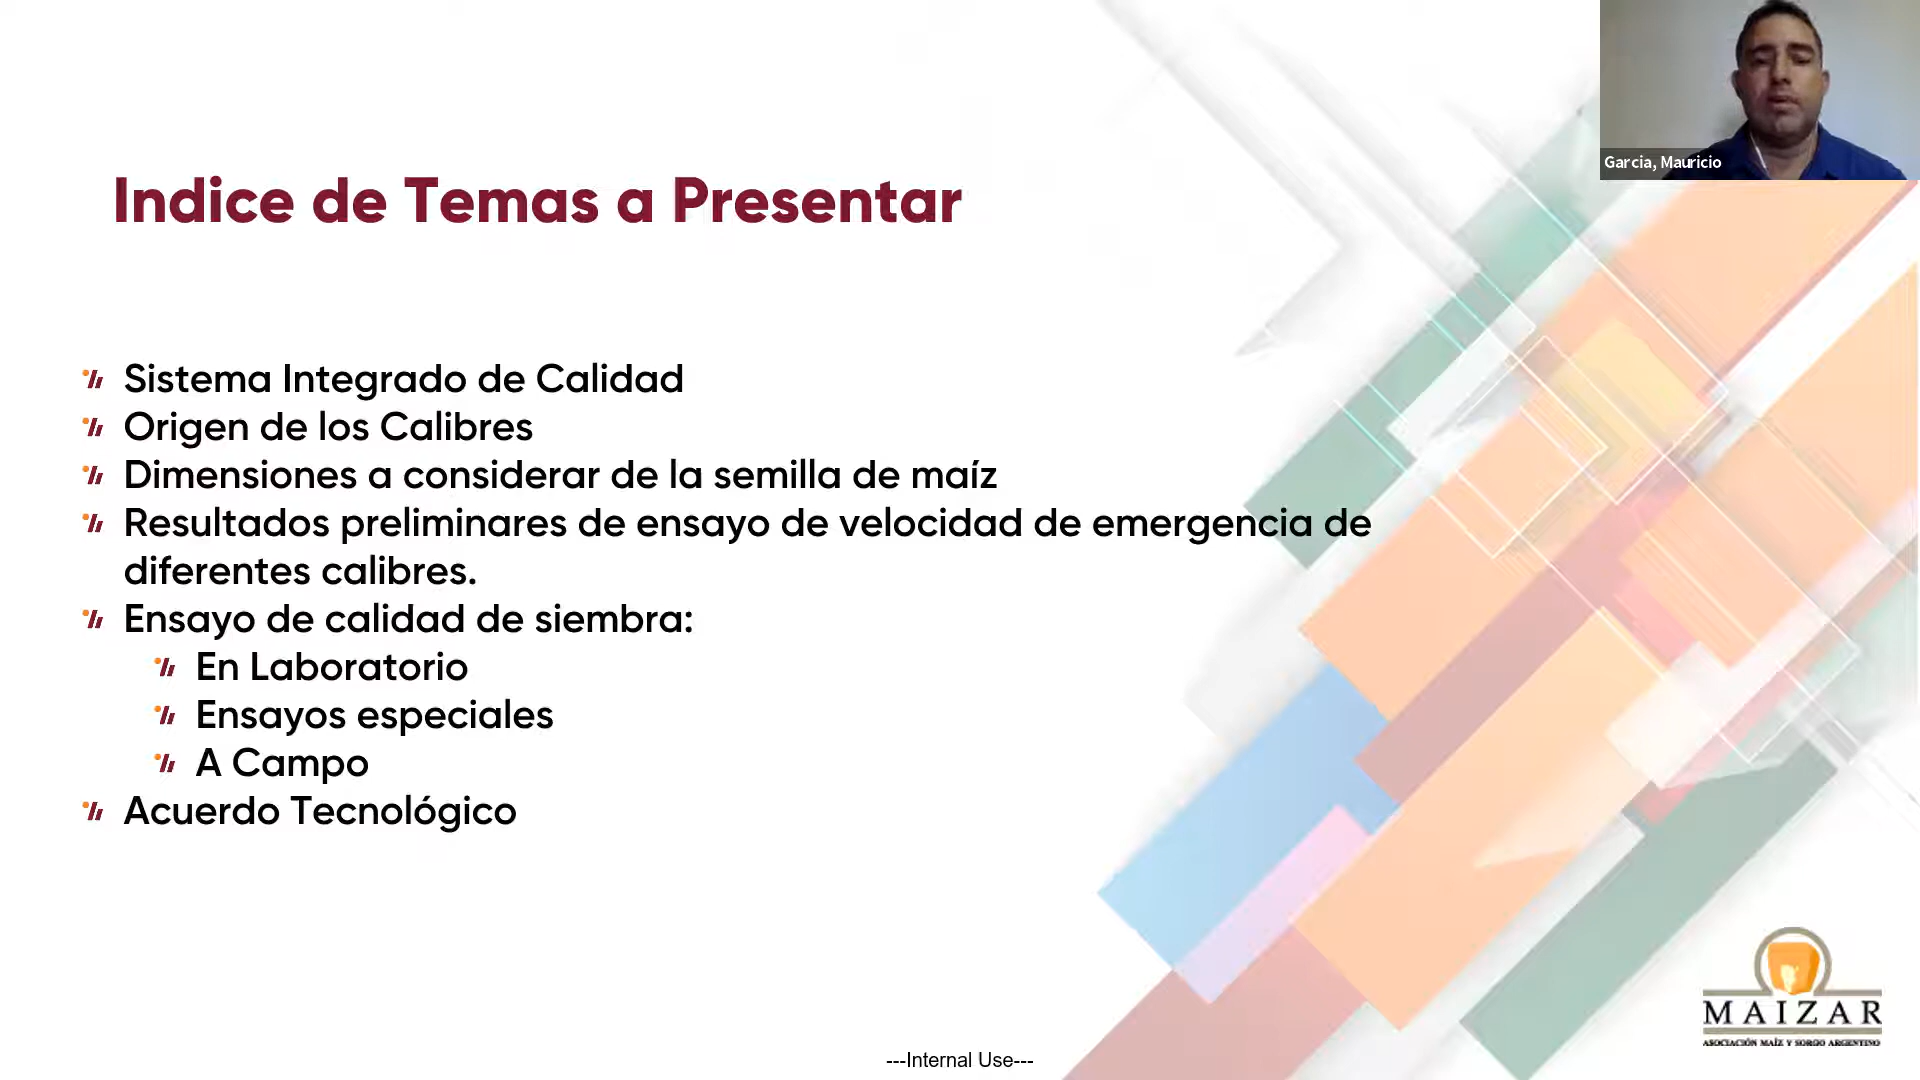 Garcia, Mauricio
Indice de Temas a Presentar
Sistema Integrado de Calidad
Origen de los Calibres
Dimensiones a considerar de la semilla de maíz
Resultados preliminares de ensayo de velocidad de emergencia de
diferentes calibres.
Ensayo de calidad de siembra:
En Laboratorio
Ensayos especiales
A Campo
Acuerdo Tecnológico
MAIZAR
ASOCIACIÓN MAÍZ Y SORGO ARGENTINO
---Internal Use---